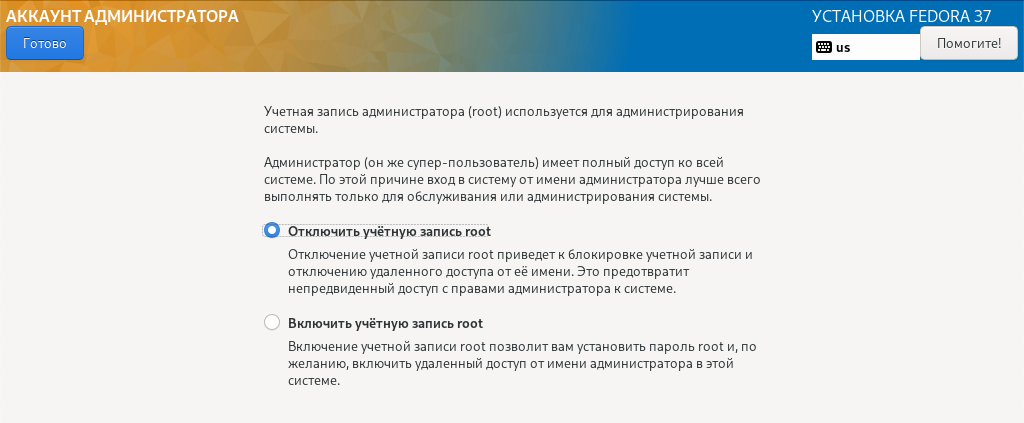 АККАУНТ АДМИНИСТРАТОРА
УСТАНОВКА FEDORA 37
Готово
us
Помогите!
Учетная запись администратора (root) используется для администрирования
системы.
Администратор (он же супер-пользователь) имеет полный доступ ко всей
системе. По этой причине вход в систему от имени администратора лучше всего
выполнять только для обслуживания или администрирования системы.
Отключить учётную запись root
Отключение учетной записи root приведет к блокировке учетной записи и
отключению удаленного доступа от её имени. Это предотвратит
непредвиденный доступ с правами администратора к системе.
Включить учётную запись root
Включение учетной записи root позволит вам установить пароль root и, по
желанию, включить удаленный доступ от имени администратора в этой
системе.